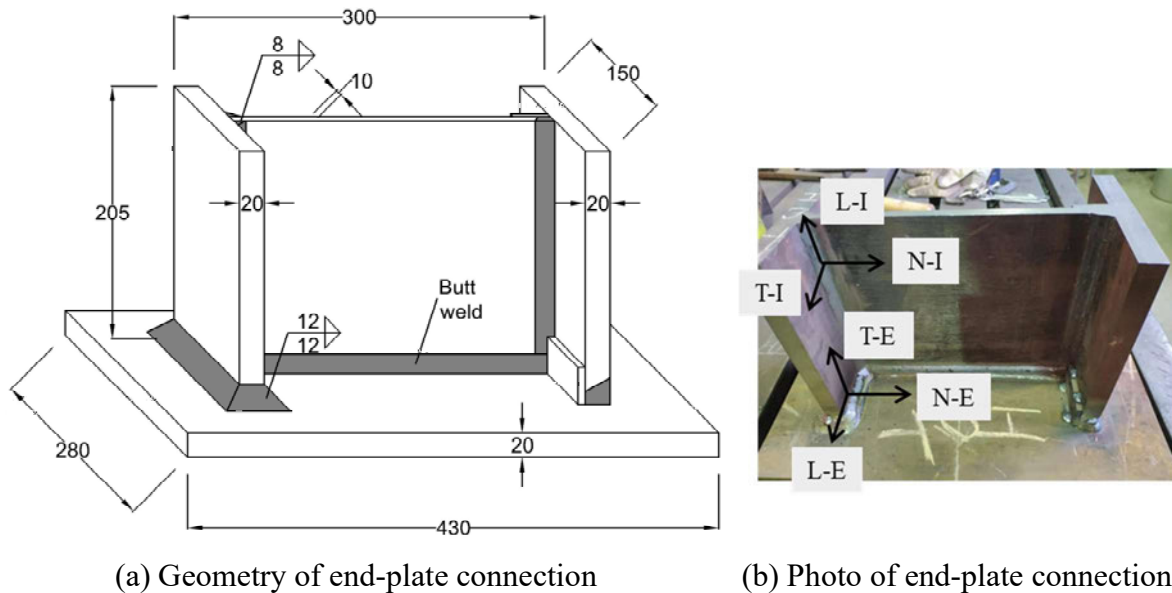 300
8
8
10
150
205
20
20
Butt
weld
12
12
280
20
430
L-I
N-I
T-I
T-E
N-E
L-E
(a) Geometry of end-plate connection
(b) Photo of end-plate connection